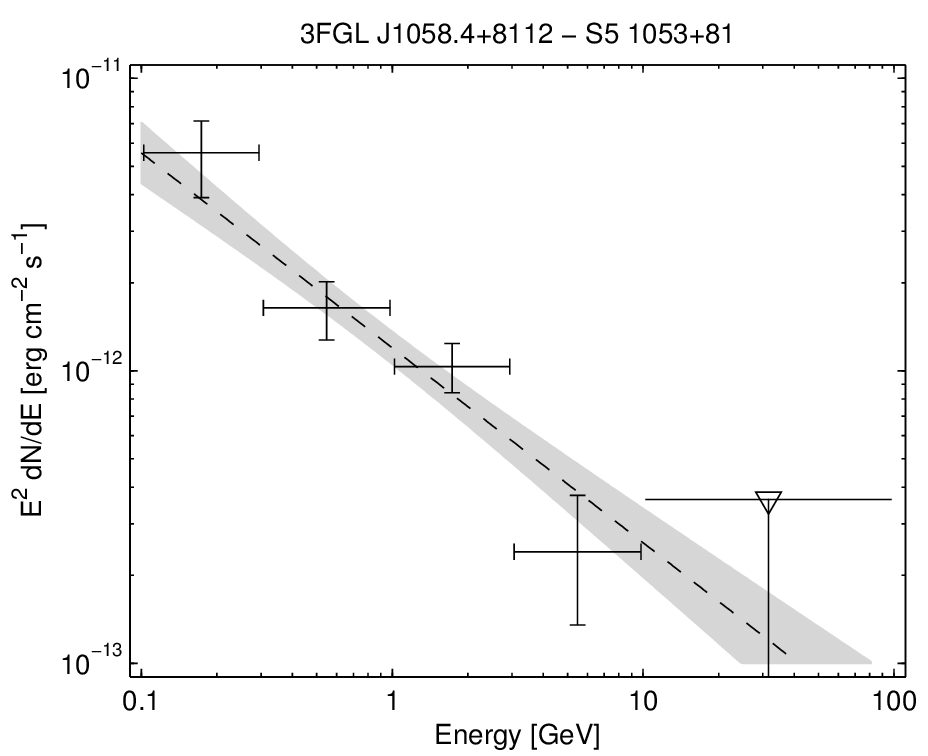 3FGL J1058.4+8112 − S5 1053+81
10⁻¹¹
10⁻¹²
10⁻¹³
E² dN/dE [erg cm⁻² s⁻¹]
0.1 1 10 100
Energy [GeV]